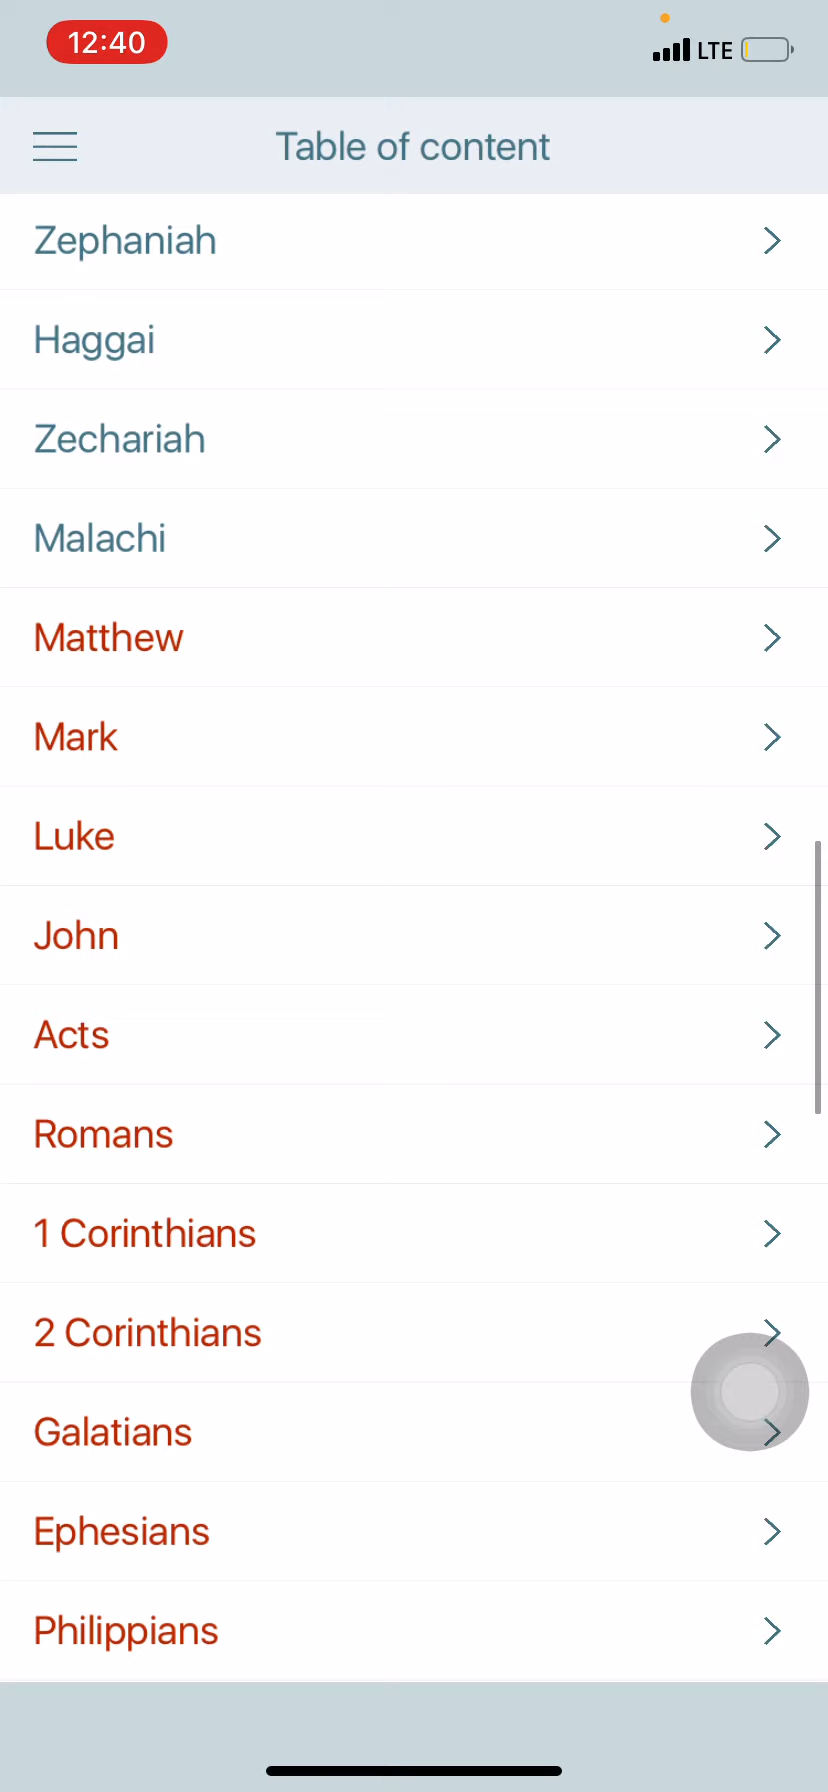 12:40
LTE
Table of content
Zephaniah
Haggai
Zechariah
Malachi
Matthew
Mark
Luke
John
Acts
Romans
1 Corinthians
2 Corinthians
Galatians
Ephesians
Philippians